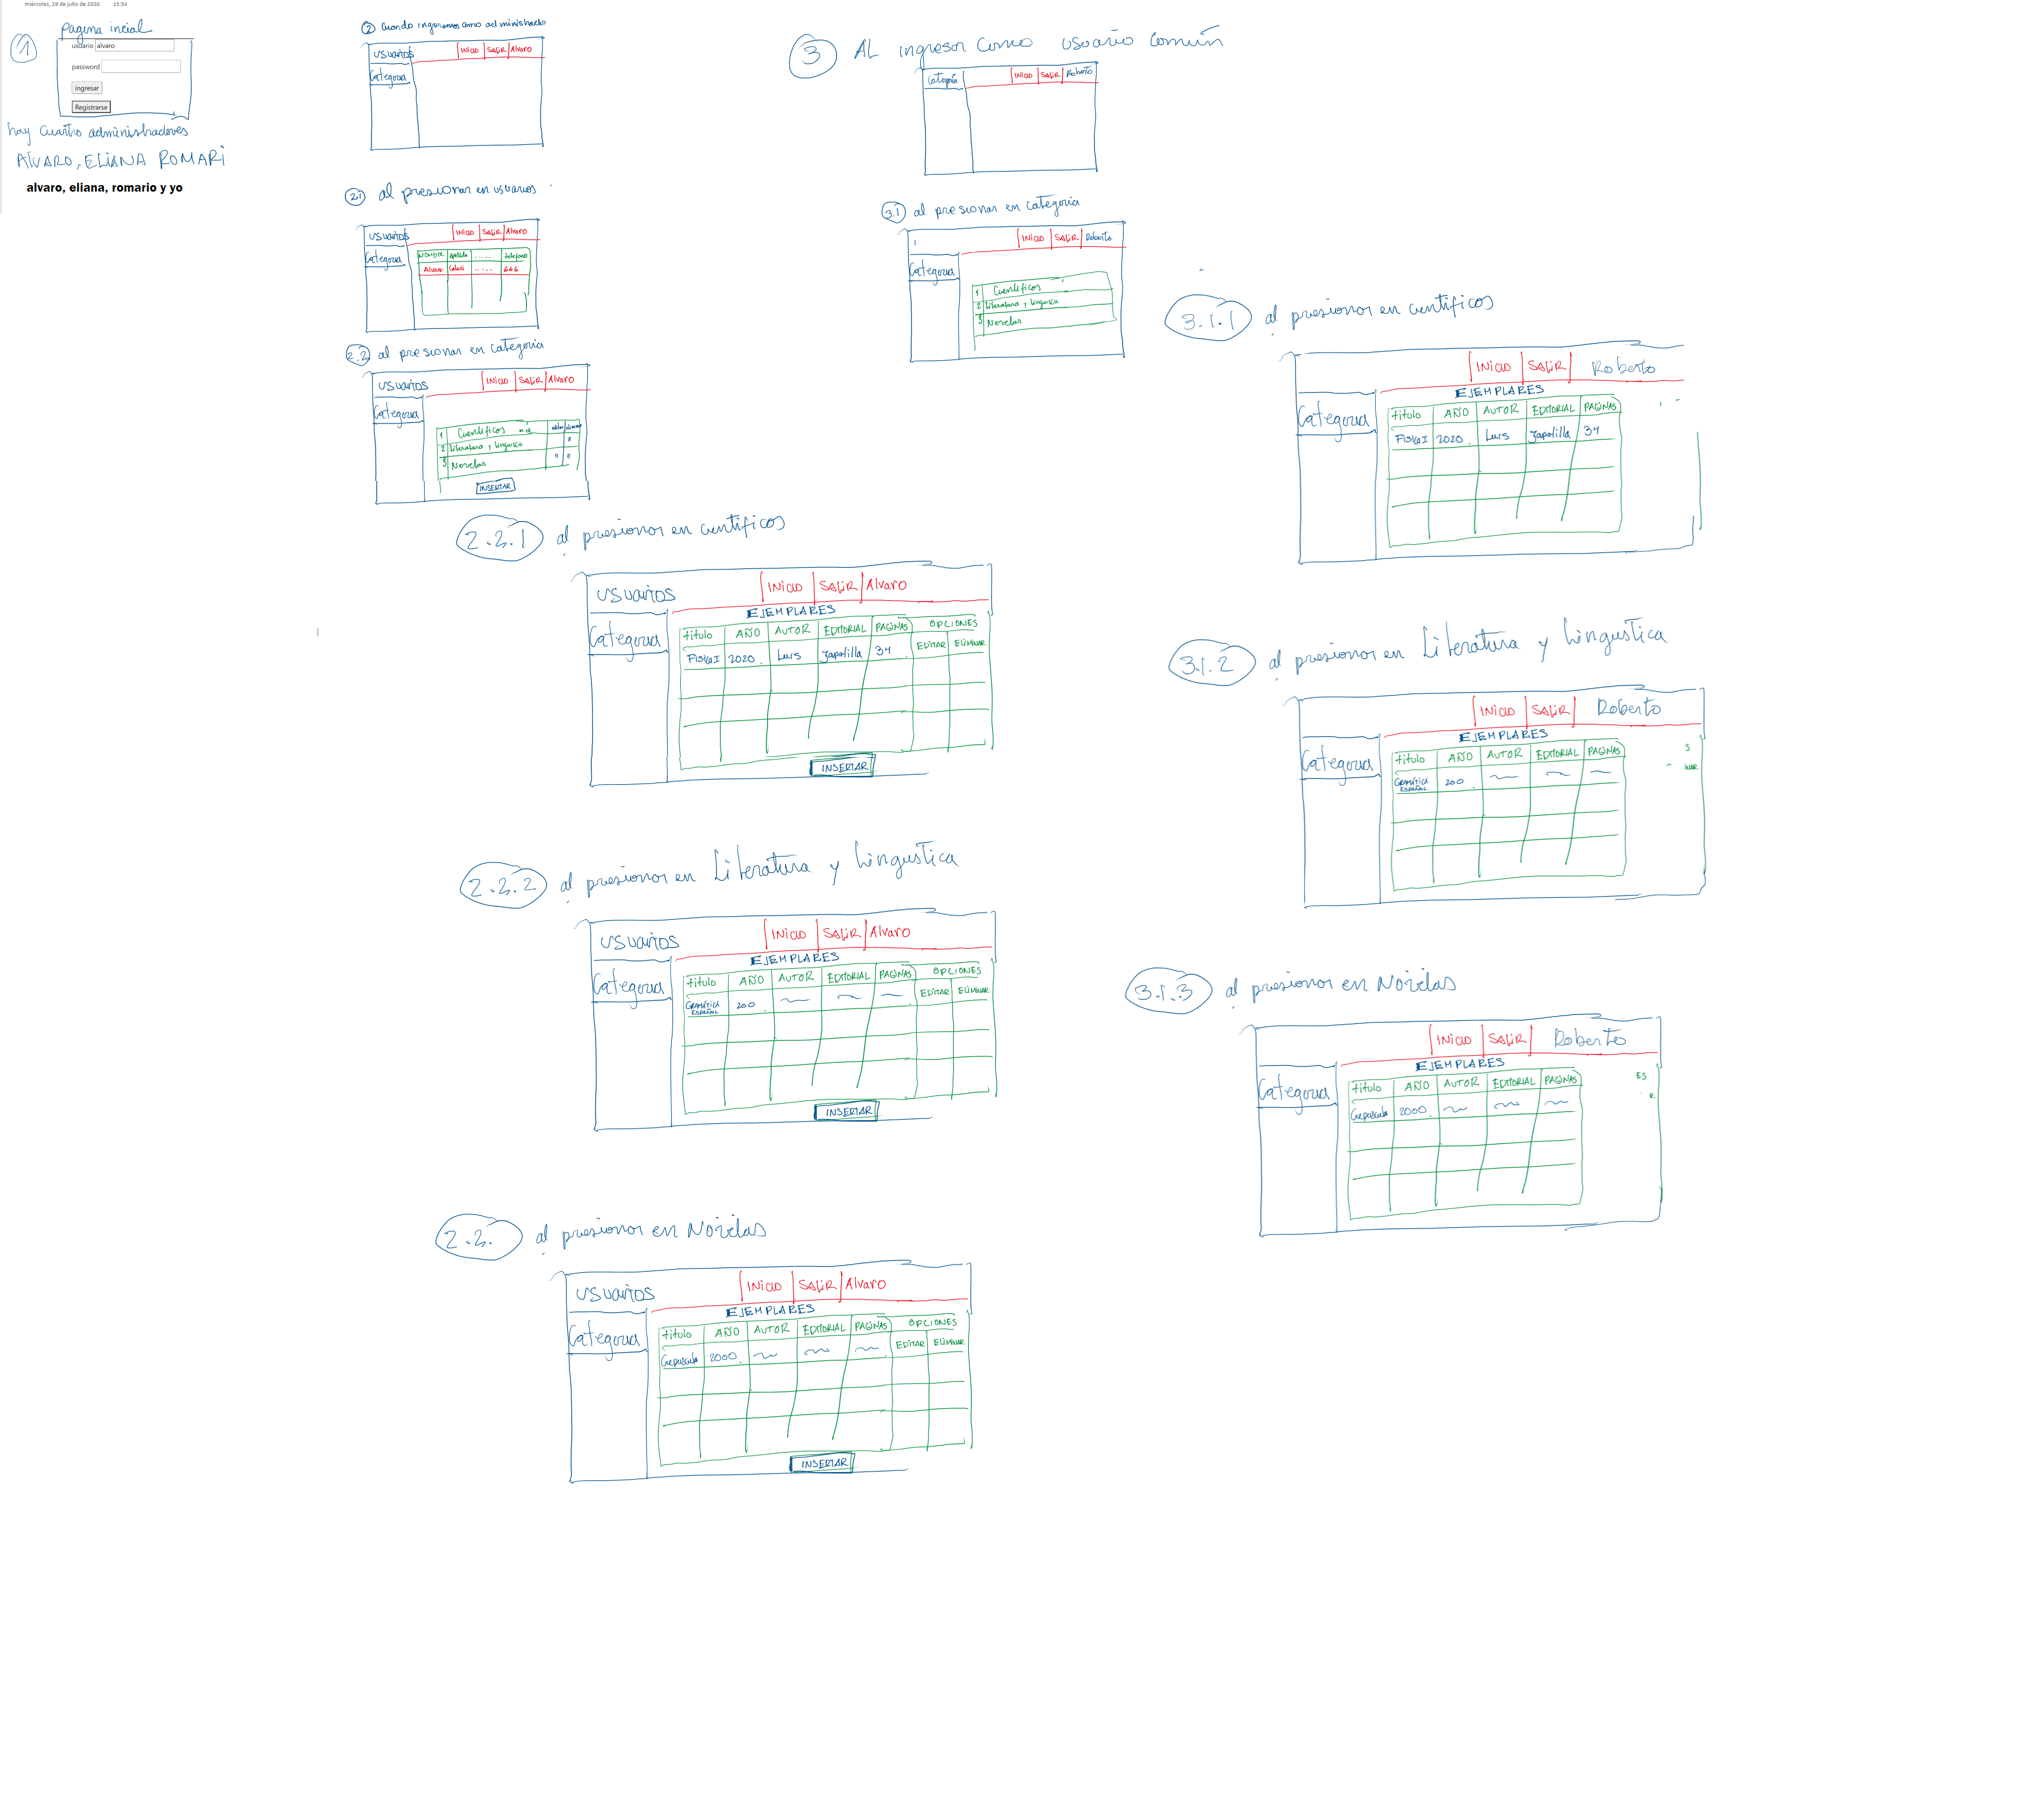 miércoles, 29 de julio de 2020 15:54
1
Pagina incial
usuario alvaro
password
ingresar
Registrarse
hay cuatro administradores
ALVARO, ELIANA ROMARI
alvaro, eliana, romario y yo
2 Cuando ingresamos como administrador
USUARIOS INICIO SALIR Alvaro
Categoria
2.1 al presionar en usuarios
USUARIOS INICIO SALIR Alvaro
Categoria
NOMBRE Apellido ..... telefono
Alvaro ..... 666
2.2 al presionar en categoria
USUARIOS INICIO SALIR Alvaro
Categoria
1 Cientificos
2 Literatura y linguisca " 
3 Novelas " "
INSERTAR
2.2.1 al presionar en cientificos
USUARIOS INICIO SALIR Alvaro
EJEMPLARES
Categoria
titulo AÑO AUTOR EDITORIAL PAGINAS OPCIONES
FISICA I 2020. Luis Zapatilla 34 EDITAR ELIMINAR
INSERTAR
2.2.2 al presionar en Literatura y Lingustica
USUARIOS INICIO SALIR Alvaro
EJEMPLARES
Categoria
titulo AÑO AUTOR EDITORIAL PAGINAS OPCIONES
GRAMÁTICA ESPAÑOL 200 EDITAR ELIMINAR
INSERTAR
2.2. al presionar en Novelas
USUARIOS INICIO SALIR Alvaro
EJEMPLARES
Categoria
titulo AÑO AUTOR EDITORIAL PAGINAS OPCIONES
Crepusculo 2000. EDITAR ELIMINAR
INSERTAR
3 AL ingresar como usuario común
Categoría INICIO SALIR Roberto
3.1 al presionar en categoria
INICIO SALIR Roberto
Categoria
1 Cientificos
2 Literatura y linguisca
3 Novelas
3.1.1 al presionar en cientificos
INICIO SALIR Roberto
EJEMPLARES
Categoria
titulo AÑO AUTOR EDITORIAL PAGINAS
FISICA I 2020. Luis Zapatilla 34
3.1.2 al presionar en Literatura y Lingustica
INICIO SALIR Roberto
EJEMPLARES
Categoria
titulo AÑO AUTOR EDITORIAL PAGINAS S
GRAMÁTICA ESPAÑOL 200 INAR
3.1.3 al presionar en Novelas
INICIO SALIR Roberto
EJEMPLARES
Categoria
titulo AÑO AUTOR EDITORIAL PAGINAS ES
Crepusculo 2000. R